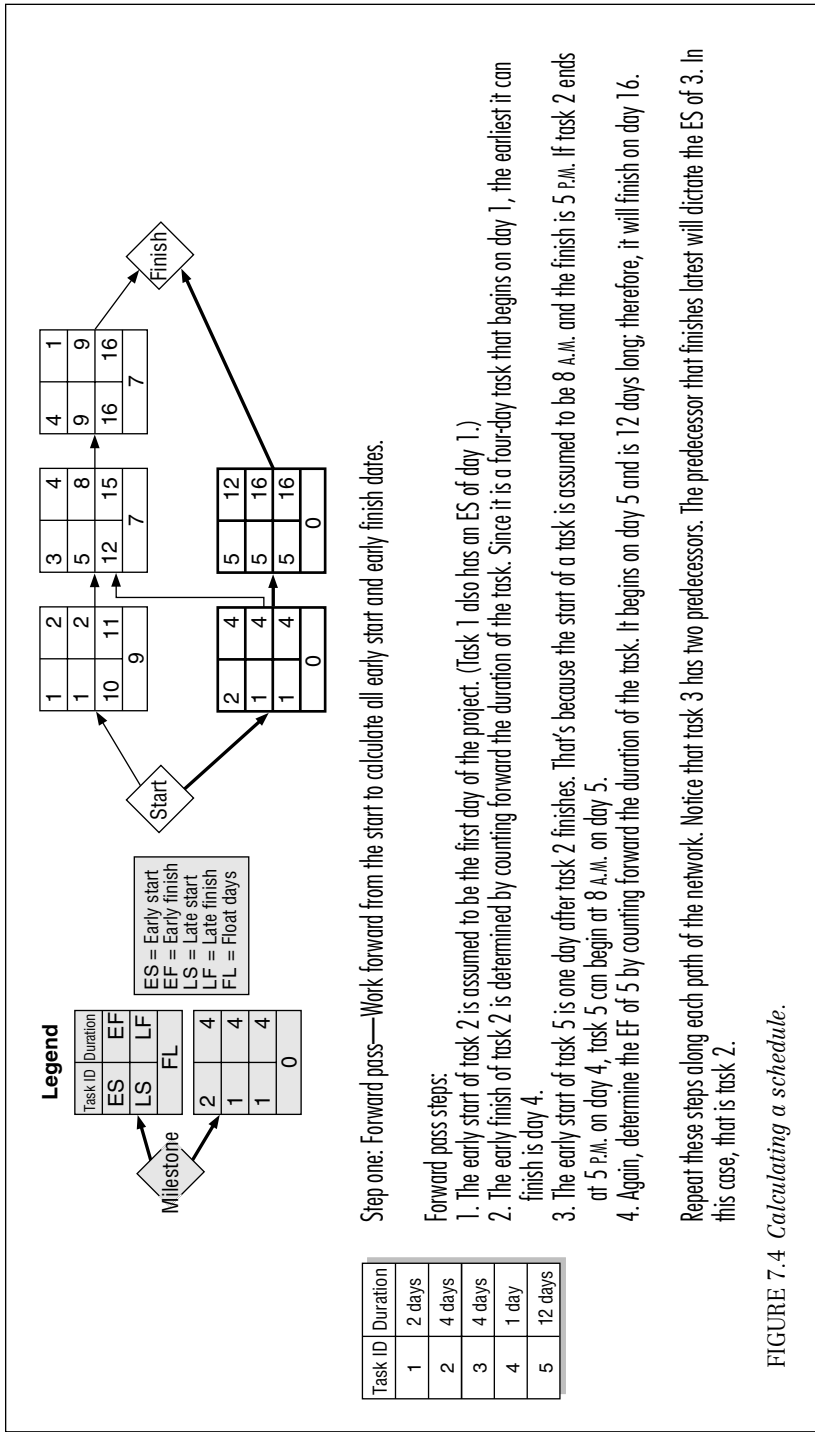 Legend
Task ID Duration
ES EF
LS LF
FL
Milestone
2 4
1 4
1 4
0
ES = Early start
EF = Early finish
LS = Late start
LF = Late finish
FL = Float days
Start
1 2
1 2
10 11
9
3 4
5 8
12 15
7
4 1
9 9
16 16
7
2 4
1 4
1 4
0
5 12
5 16
5 16
0
Finish
Task ID Duration
1 2 days
2 4 days
3 4 days
4 1 day
5 12 days
Step one: Forward pass—Work forward from the start to calculate all early start and early finish dates.
Forward pass steps:
1. The early start of task 2 is assumed to be the first day of the project. (Task 1 also has an ES of day 1.)
2. The early finish of task 2 is determined by counting forward the duration of the task. Since it is a four-day task that begins on day 1, the earliest it can
finish is day 4.
3. The early start of task 5 is one day after task 2 finishes. That's because the start of a task is assumed to be 8 A.M. and the finish is 5 P.M. If task 2 ends
at 5 P.M. on day 4, task 5 can begin at 8 A.M. on day 5.
4. Again, determine the EF of 5 by counting forward the duration of the task. It begins on day 5 and is 12 days long; therefore, it will finish on day 16.
Repeat these steps along each path of the network. Notice that task 3 has two predecessors. The predecessor that finishes latest will dictate the ES of 3. In
this case, that is task 2.
FIGURE 7.4 Calculating a schedule.